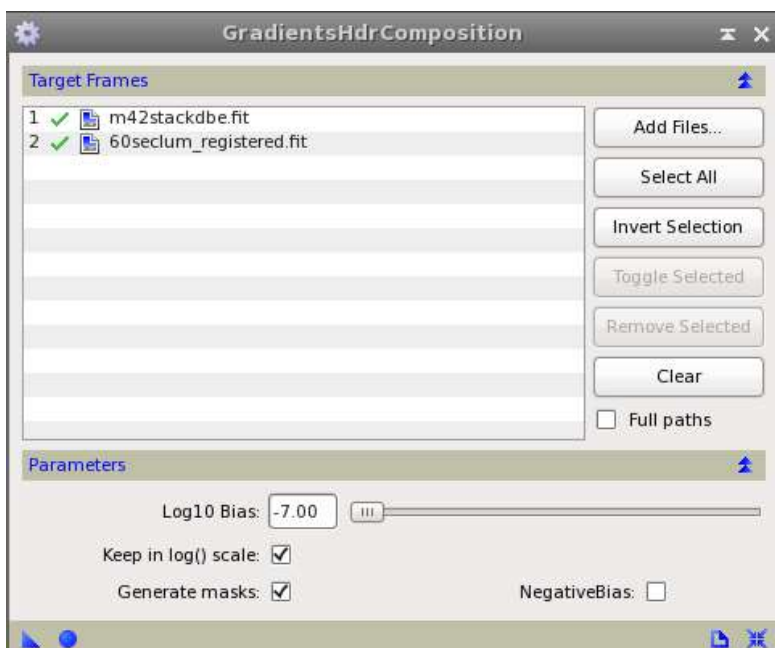 GradientsHdrComposition
Target Frames
1 m42stackdbe.fit
2 60seclum_registered.fit
Add Files...
Select All
Invert Selection
Toggle Selected
Remove Selected
Clear
Full paths
Parameters
Log10 Bias: -7.00
Keep in log() scale:
Generate masks: NegativeBias: